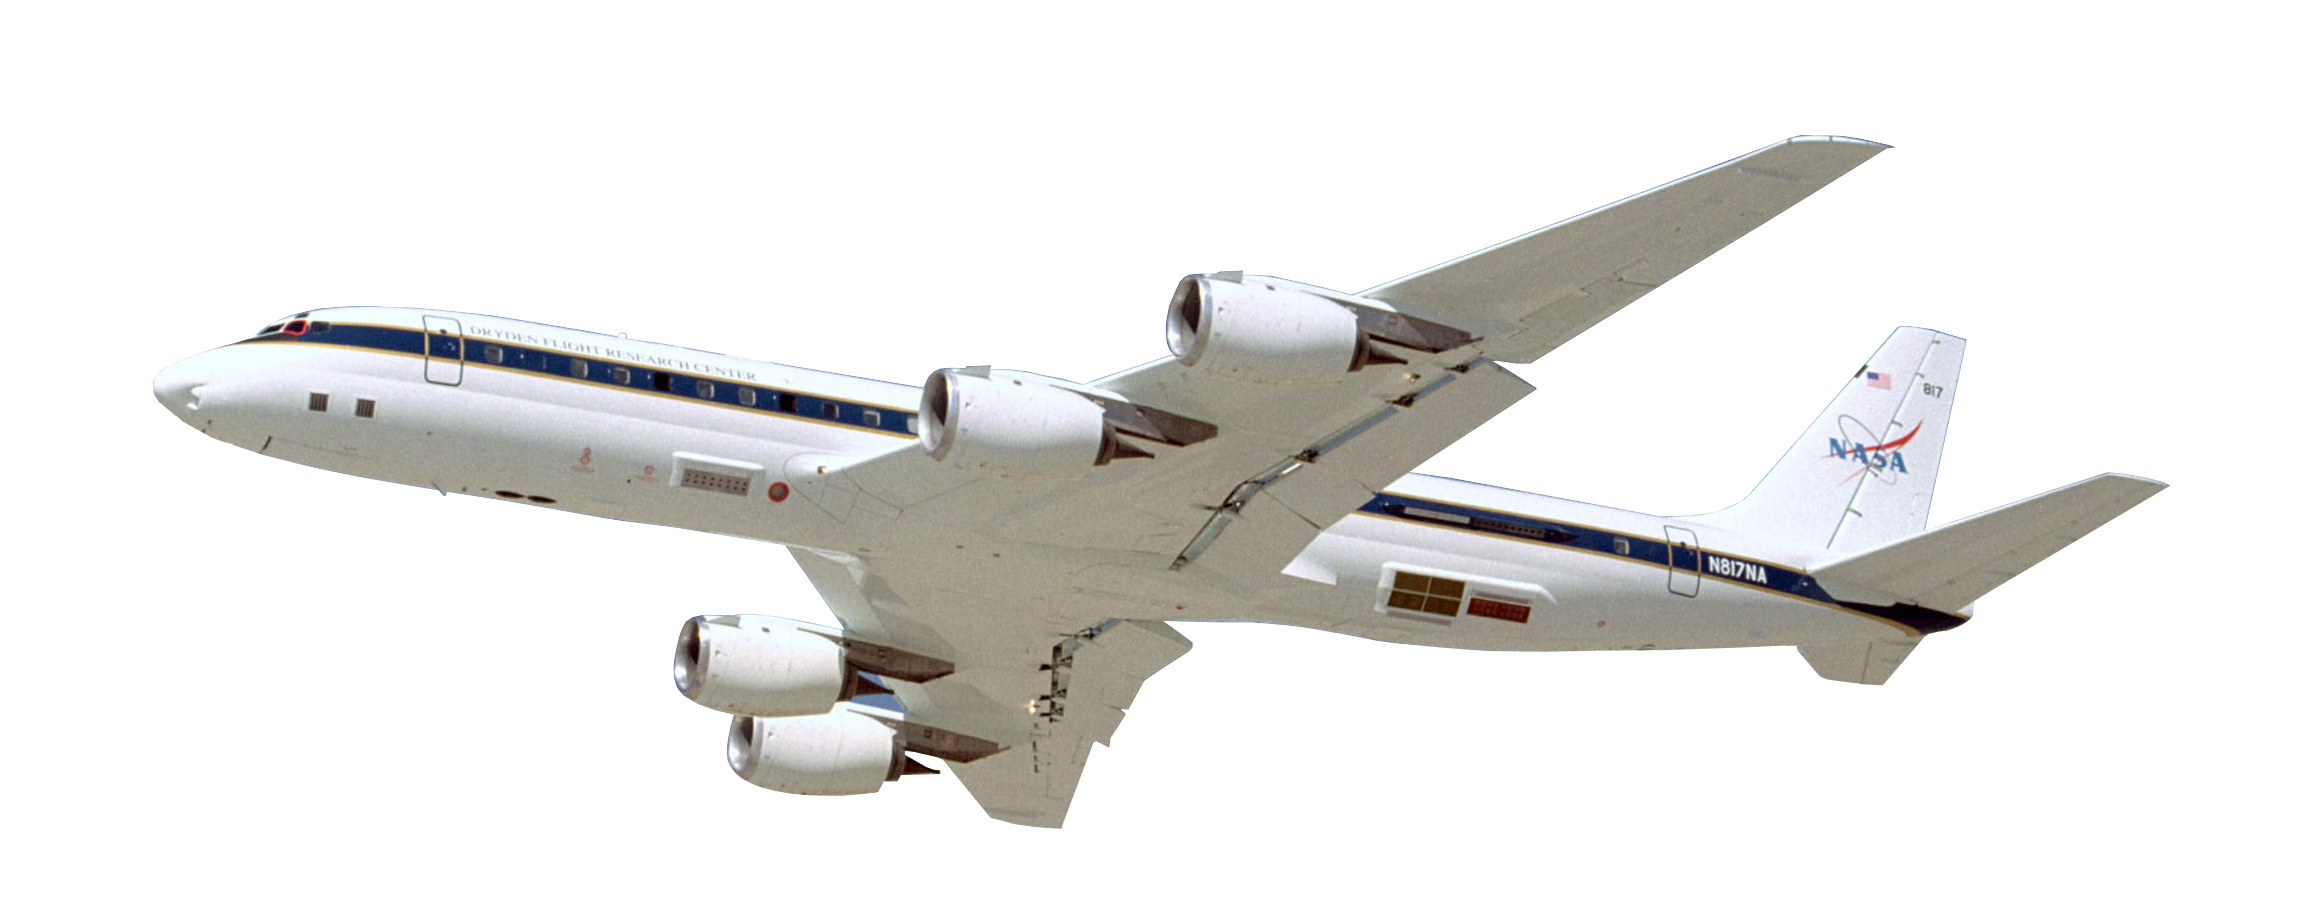 DRYDEN FLIGHT RESEARCH CENTER
817
NASA
N817NA